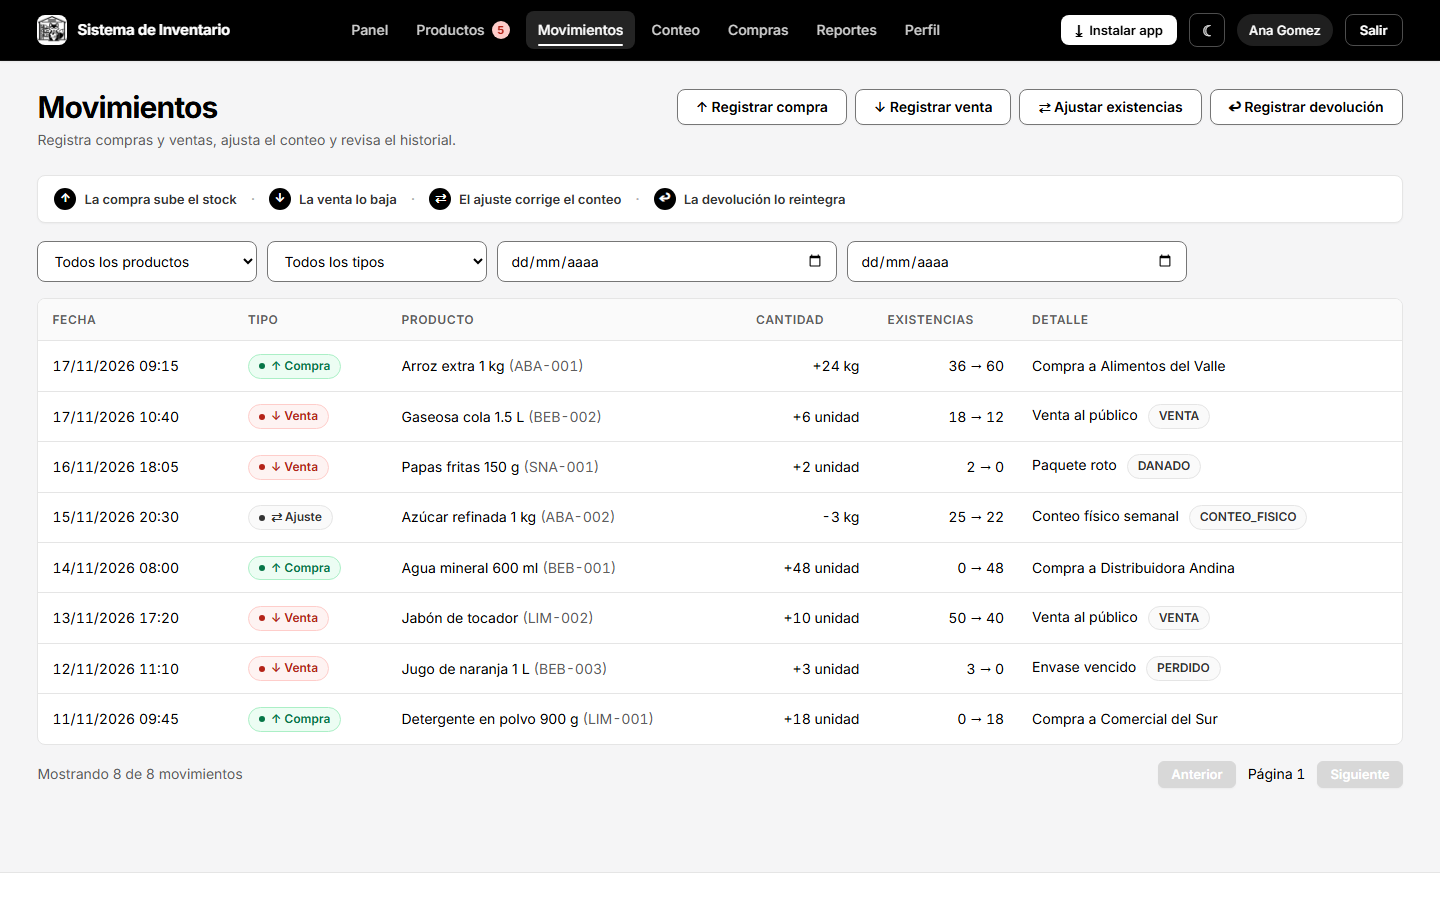 Sistema de Inventario
Panel
Productos 5
Movimientos
Conteo
Compras
Reportes
Perfil
Instalar app
Ana Gomez
Salir
Movimientos
Registra compras y ventas, ajusta el conteo y revisa el historial.
↑ Registrar compra
↓ Registrar venta
⇄ Ajustar existencias
↩ Registrar devolución
↑ La compra sube el stock · ↓ La venta lo baja · ⇄ El ajuste corrige el conteo · ↩ La devolución lo reintegra
Todos los productos
Todos los tipos
dd/mm/aaaa
dd/mm/aaaa
FECHA TIPO PRODUCTO CANTIDAD EXISTENCIAS DETALLE
17/11/2026 09:15 ↑ Compra Arroz extra 1 kg (ABA-001) +24 kg 36 → 60 Compra a Alimentos del Valle
17/11/2026 10:40 ↓ Venta Gaseosa cola 1.5 L (BEB-002) +6 unidad 18 → 12 Venta al público VENTA
16/11/2026 18:05 ↓ Venta Papas fritas 150 g (SNA-001) +2 unidad 2 → 0 Paquete roto DANADO
15/11/2026 20:30 ⇄ Ajuste Azúcar refinada 1 kg (ABA-002) -3 kg 25 → 22 Conteo físico semanal CONTEO_FISICO
14/11/2026 08:00 ↑ Compra Agua mineral 600 ml (BEB-001) +48 unidad 0 → 48 Compra a Distribuidora Andina
13/11/2026 17:20 ↓ Venta Jabón de tocador (LIM-002) +10 unidad 50 → 40 Venta al público VENTA
12/11/2026 11:10 ↓ Venta Jugo de naranja 1 L (BEB-003) +3 unidad 3 → 0 Envase vencido PERDIDO
11/11/2026 09:45 ↑ Compra Detergente en polvo 900 g (LIM-001) +18 unidad 0 → 18 Compra a Comercial del Sur
Mostrando 8 de 8 movimientos
Anterior
Página 1
Siguiente